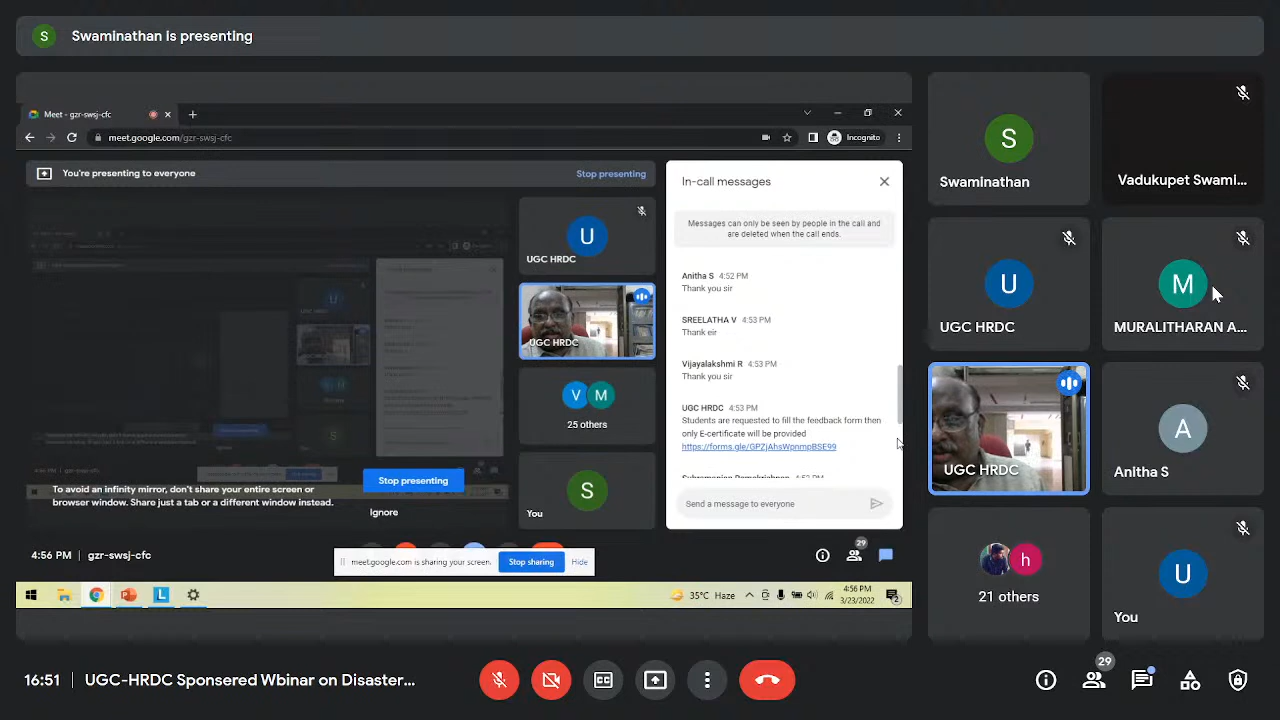 S
Swaminathan is presenting
Meet - gzr-swsj-cfc
meet.google.com/gzr-swsj-cfc
Incognito
You're presenting to everyone
Stop presenting
U
UGC HRDC
UGC HRDC
V M
25 others
S
You
To avoid an infinity mirror, don't share your entire screen or
browser window. Share just a tab or a different window instead.
Stop presenting
Ignore
In-call messages
Messages can only be seen by people in the call and
are deleted when the call ends.
Anitha S 4:52 PM
Thank you sir
SREELATHA V 4:53 PM
Thank eir
Vijayalakshmi R 4:53 PM
Thank you sir
UGC HRDC 4:53 PM
Students are requested to fill the feedback form then
only E-certificate will be provided
https://forms.gle/GPZjAhsWpnmpBSE99
Send a message to everyone
4:56 PM | gzr-swsj-cfc
29
meet.google.com is sharing your screen.
Stop sharing
Hide
L
35°C Haze
4:56 PM
3/23/2022
2
S
Swaminathan
Vadukupet Swami...
U
UGC HRDC
M
MURALITHARAN A...
UGC HRDC
A
Anitha S
h
21 others
U
You
16:51 | UGC-HRDC Sponsered Wbinar on Disaster...
29